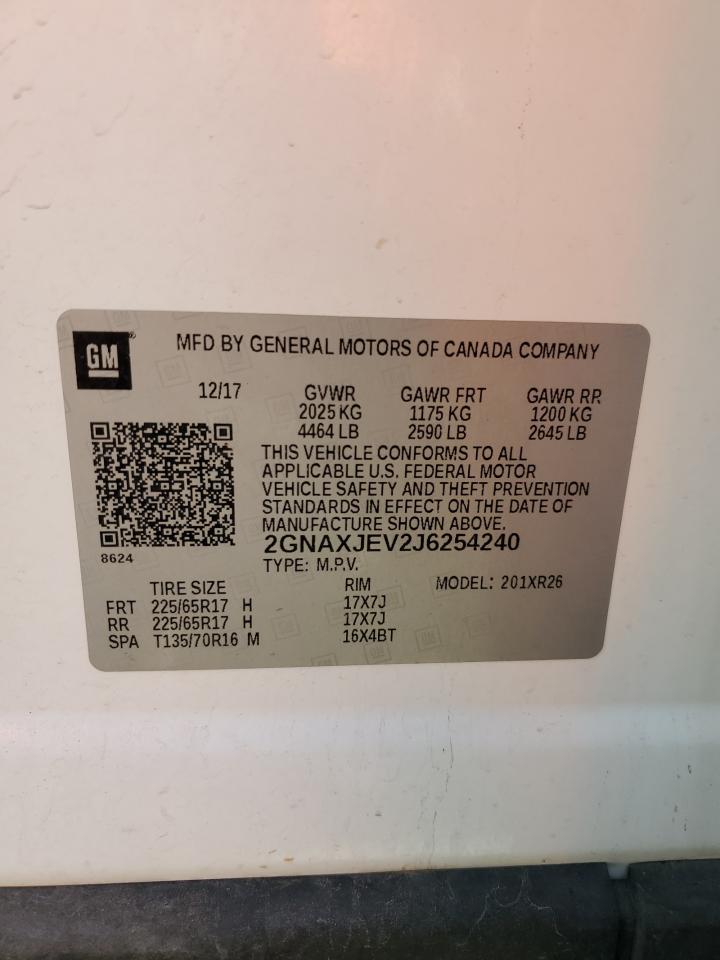 GM
MFD BY GENERAL MOTORS OF CANADA COMPANY
12/17 GVWR GAWR FRT GAWR RR
2025 KG 1175 KG 1200 KG
4464 LB 2590 LB 2645 LB
THIS VEHICLE CONFORMS TO ALL
APPLICABLE U.S. FEDERAL MOTOR
VEHICLE SAFETY AND THEFT PREVENTION
STANDARDS IN EFFECT ON THE DATE OF
MANUFACTURE SHOWN ABOVE.
8624
2GNAXJEV2J6254240
TYPE: M.P.V.
TIRE SIZE RIM MODEL: 201XR26
FRT 225/65R17 H 17X7J
RR 225/65R17 H 17X7J
SPA T135/70R16 M 16X4BT